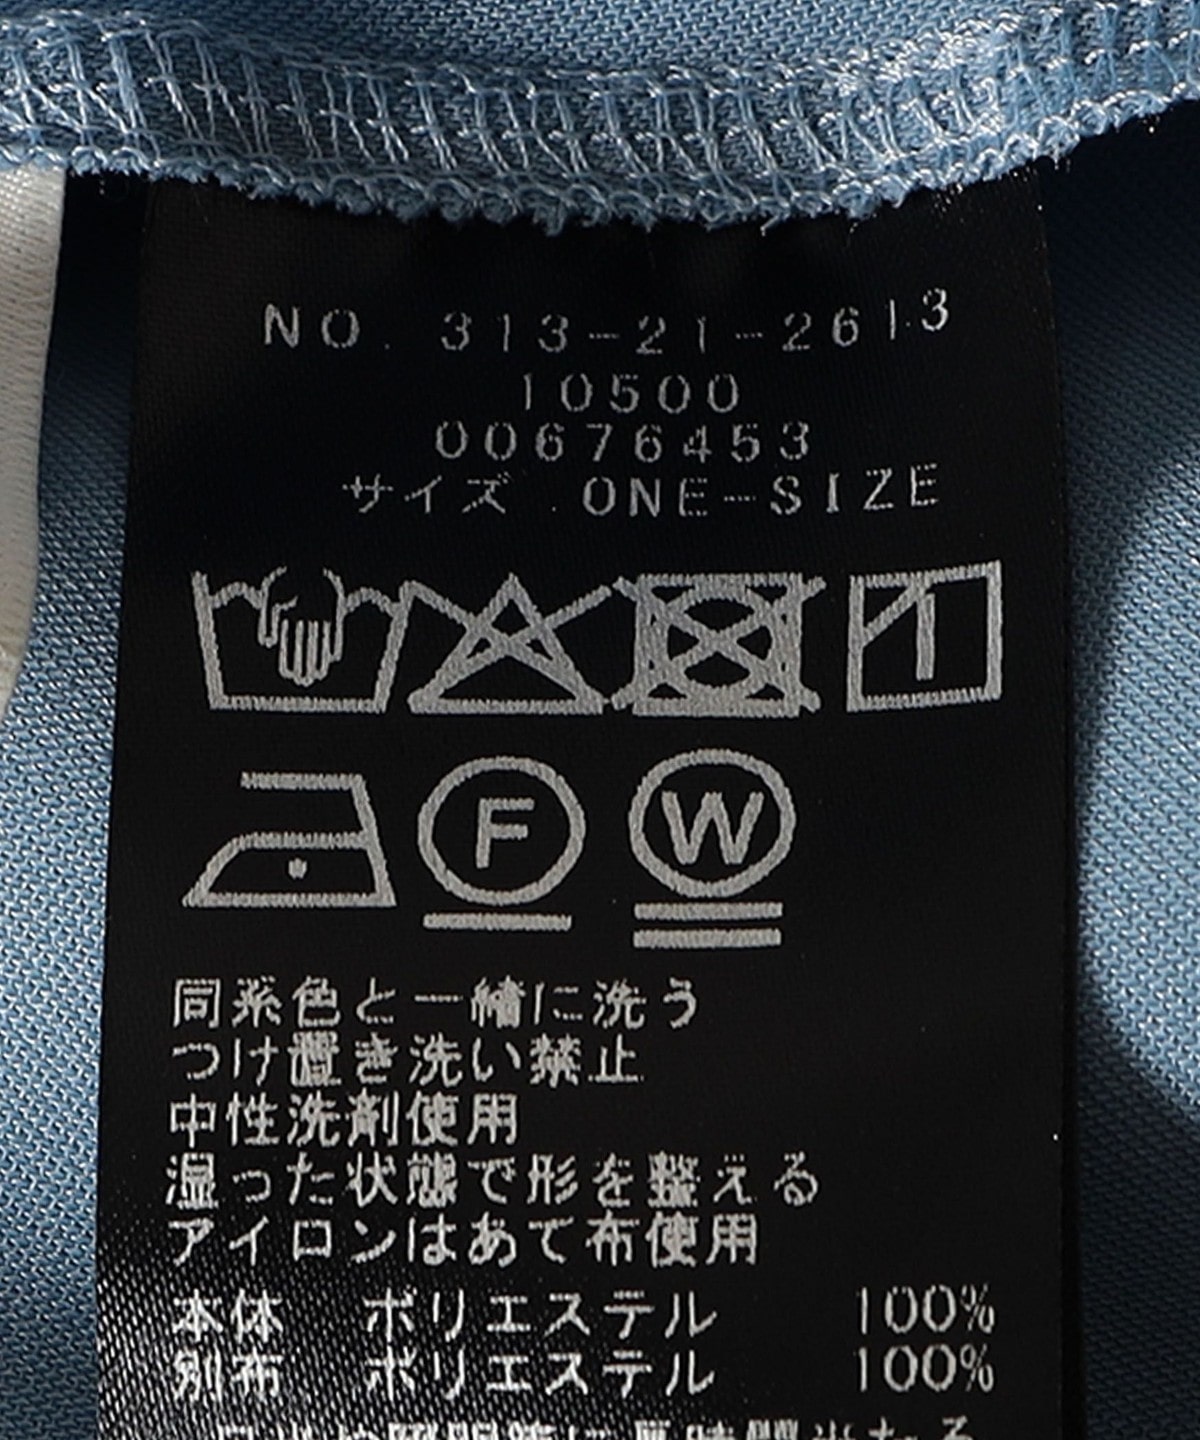 NO. 313-21-2613
10500
00676453
サイズ . ONE-SIZE
F W
同系色と一緒に洗う
つけ置き洗い禁止
中性洗剤使用
湿った状態で形を整える
アイロンはあて布使用
本体 ポリエステル 100%
別布 ポリエステル 100%